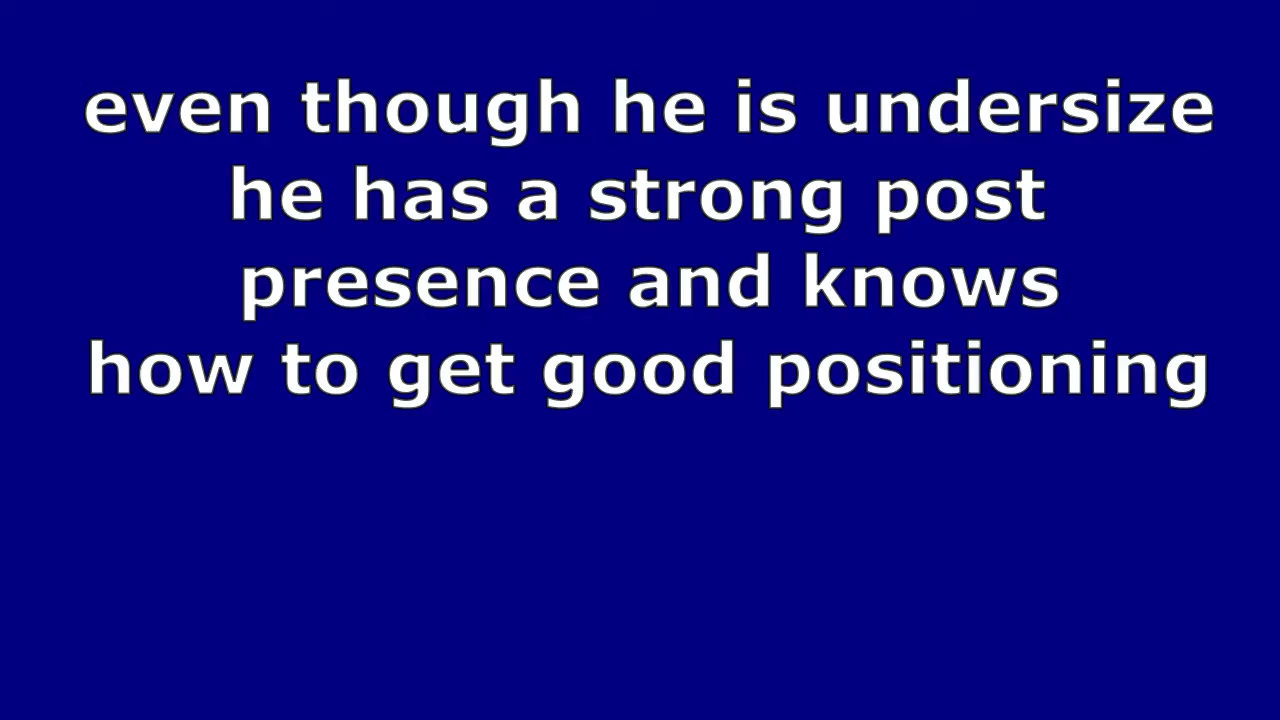 even though he is undersize
he has a strong post
presence and knows
how to get good positioning